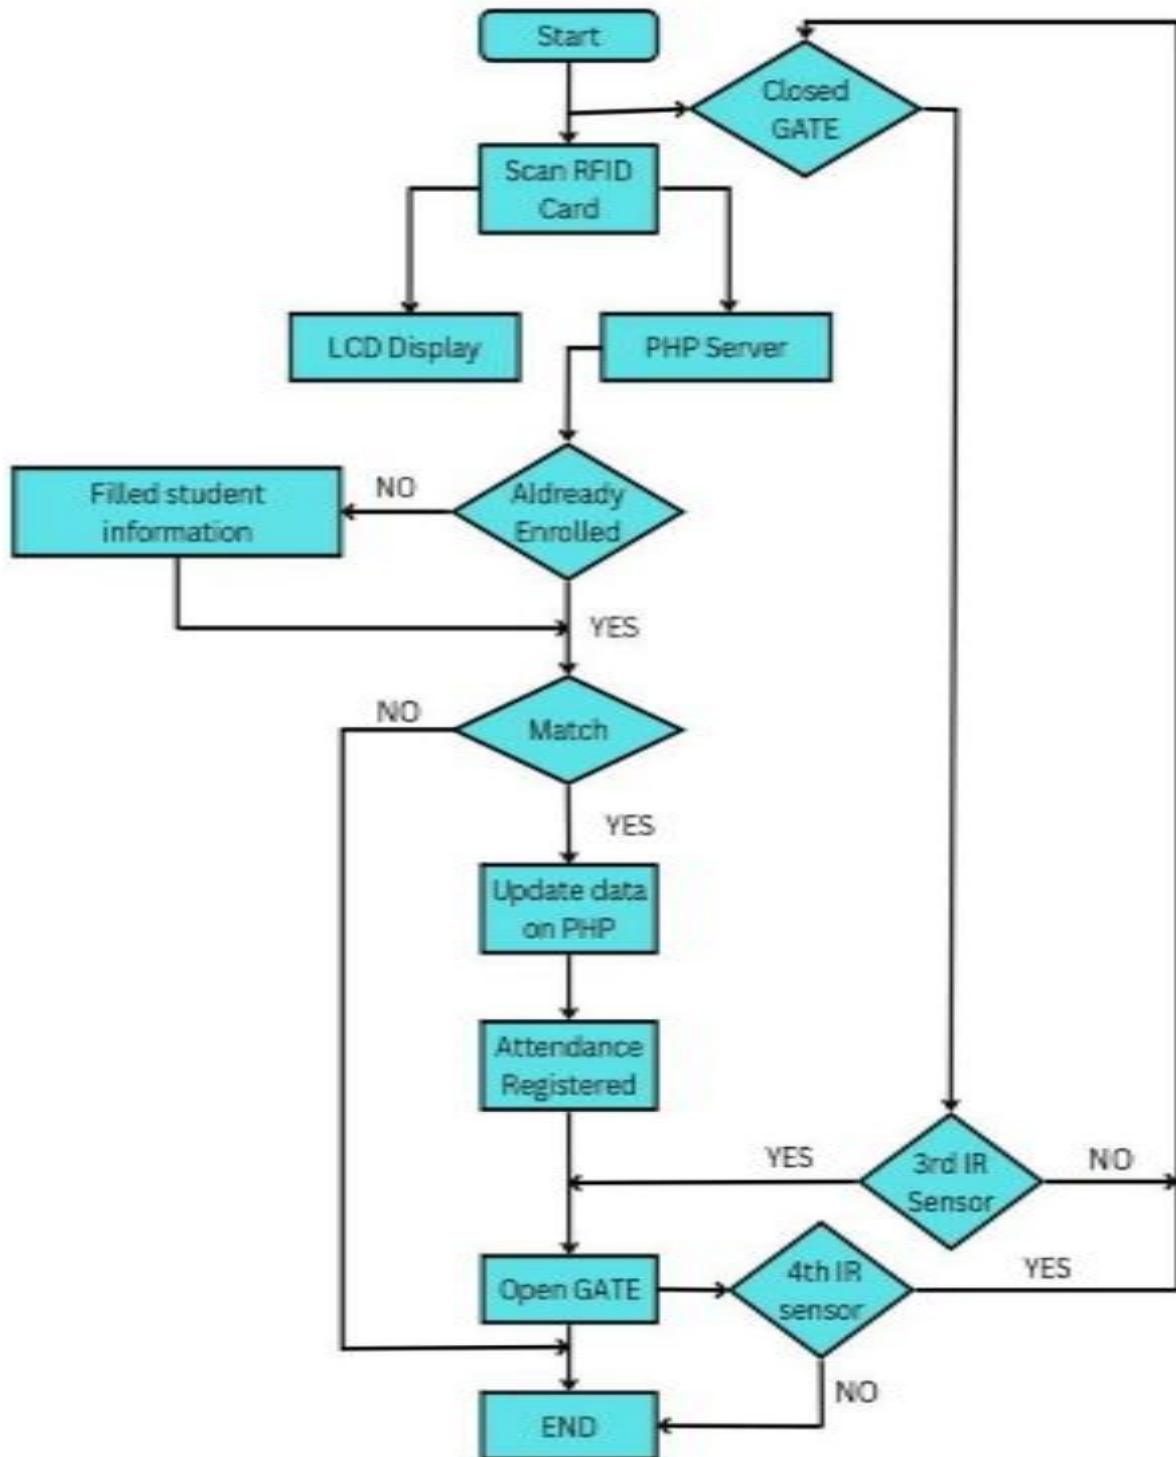 Start
Closed
GATE
Scan RFID
Card
LCD Display
PHP Server
Filled student
information
NO
Aldready
Enrolled
YES
NO
Match
YES
Update data
on PHP
Attendance
Registered
YES
3rd IR
Sensor
NO
Open GATE
4th IR
sensor
YES
NO
END